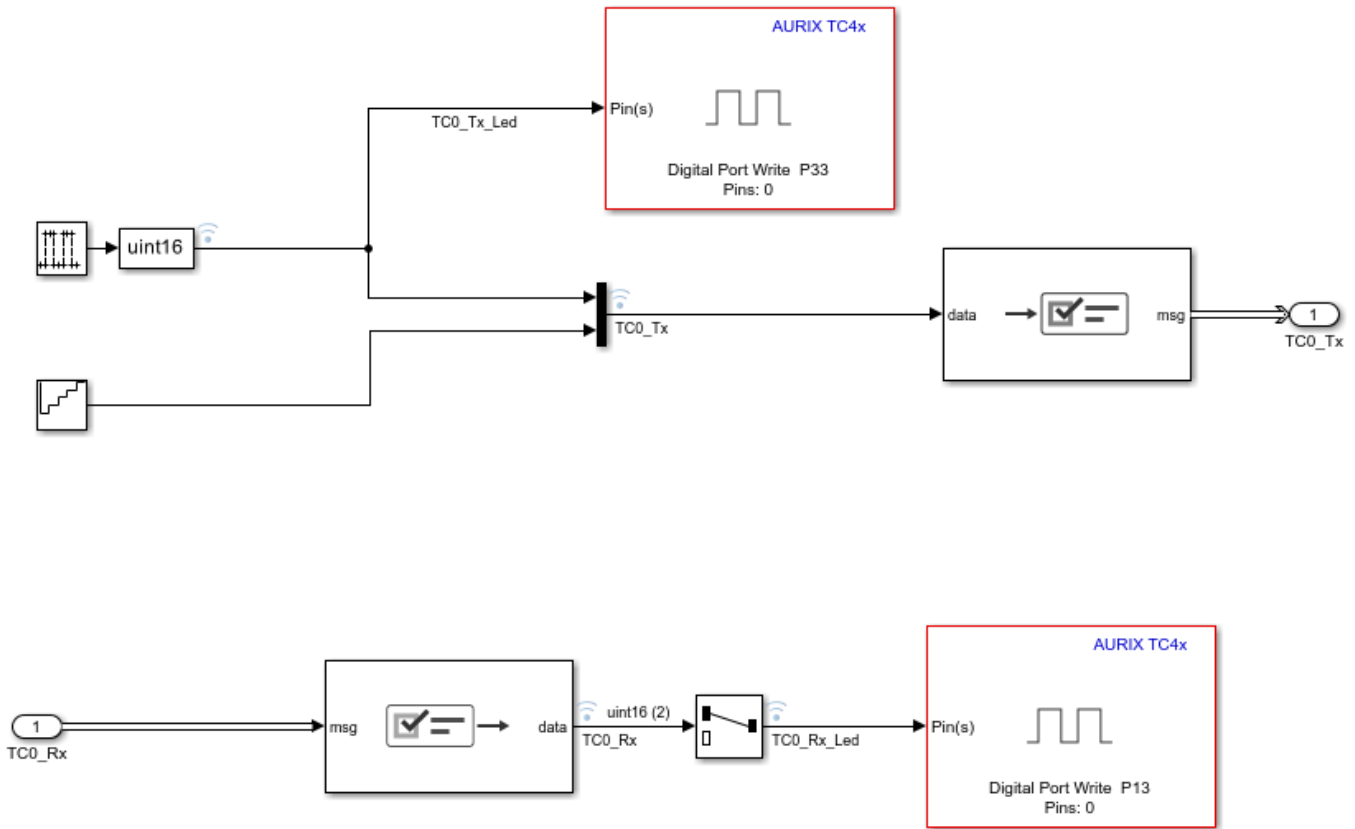 AURIX TC4x
Pin(s)
TC0_Tx_Led
Digital Port Write P33
Pins: 0
uint16
TC0_Tx
data
msg
1
TC0_Tx
AURIX TC4x
1
TC0_Rx
msg
data
uint16 (2)
TC0_Rx
TC0_Rx_Led
Pin(s)
Digital Port Write P13
Pins: 0